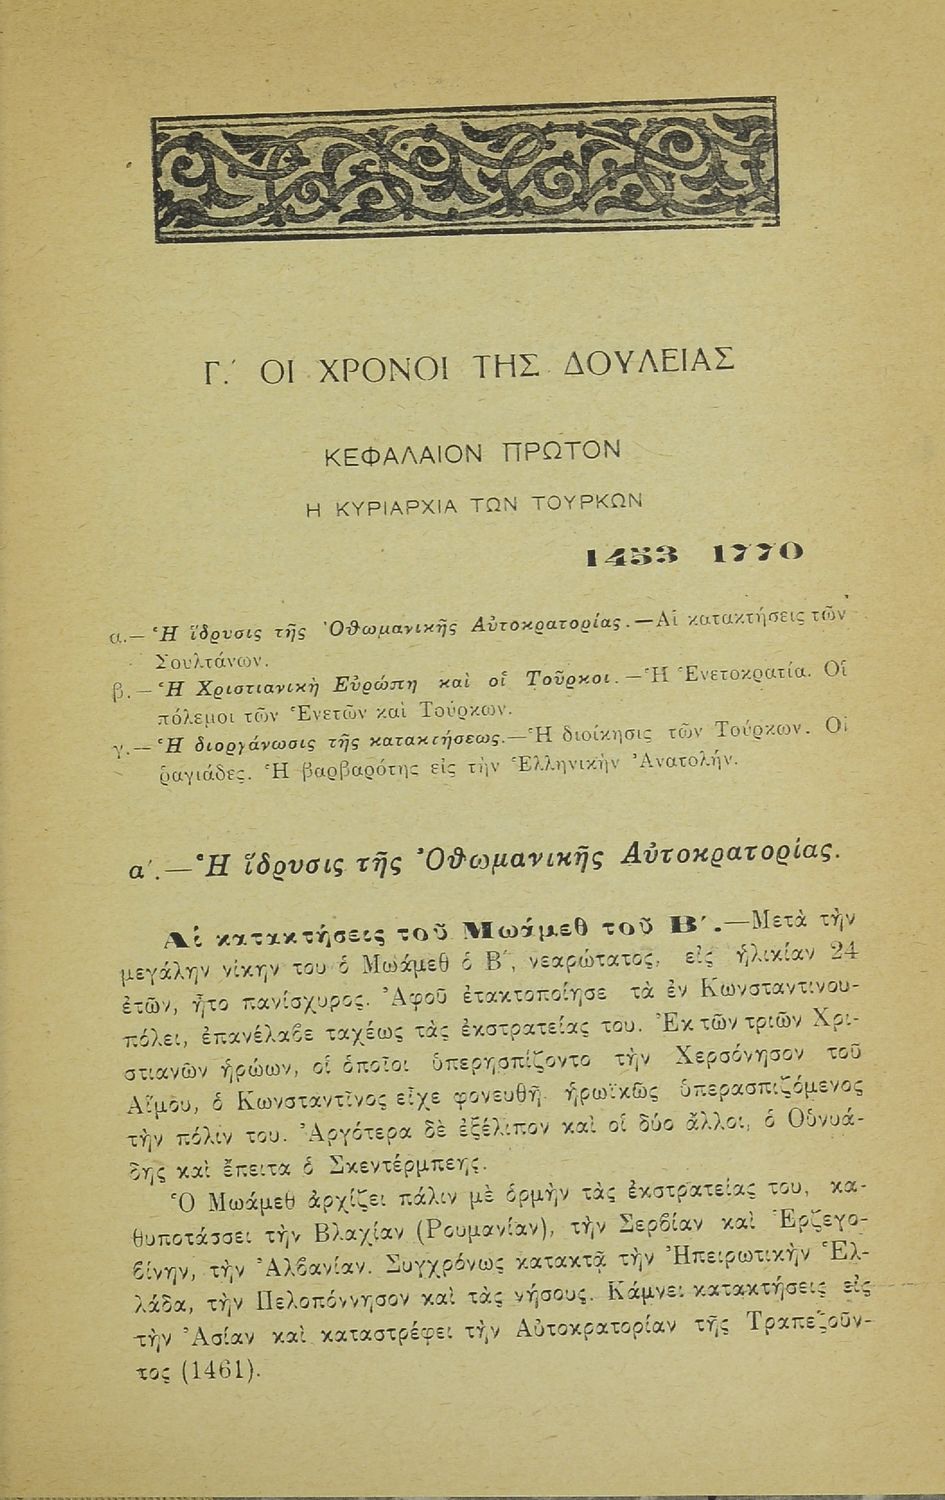 Γ.΄ ΟΙ ΧΡΟΝΟΙ ΤΗΣ ΔΟΥΛΕΙΑΣ
ΚΕΦΑΛΑΙΟΝ ΠΡΩΤΟΝ
Η ΚΥΡΙΑΡΧΙΑ ΤΩΝ ΤΟΥΡΚΩΝ
1453 1770
α.— Ἡ ἵδρυσις τῆς Ὀθωμανικῆς Αὐτοκρατορίας.—Αἱ κατακτήσεις τῶν
Σουλτάνων.
β.— Ἡ Χριστιανικὴ Εὐρώπη καὶ οἱ Τοῦρκοι.—Ἡ Ἑνετοκρατία. Οἱ
πόλεμοι τῶν Ἑνετῶν καὶ Τούρκων.
γ.— Ἡ διοργάνωσις τῆς κατακτήσεως.—Ἡ διοίκησις τῶν Τούρκων. Οἱ
ραγιάδες. Ἡ βαρβαρότης εἰς τὴν Ἑλληνικὴν Ἀνατολήν.
α΄.—Ἡ ἵδρυσις τῆς Ὀθωμανικῆς Αὐτοκρατορίας.
Αἱ κατακτήσεις τοῦ Μωάμεθ τοῦ Β΄.—Μετὰ τὴν
μεγάλην νίκην του ὁ Μωάμεθ ὁ Β΄, νεαρώτατος, εἰς ἡλικίαν 24
ἐτῶν, ἦτο πανίσχυρος. Ἀφοῦ ἐτακτοποίησε τὰ ἐν Κωνσταντινου-
πόλει, ἐπανέλαβε ταχέως τὰς ἐκστρατείας του. Ἐκ τῶν τριῶν Χρι-
στιανῶν ἡρώων, οἱ ὁποῖοι ὑπερησπίζοντο τὴν Χερσόνησον τοῦ
Αἵμου, ὁ Κωνσταντῖνος εἶχε φονευθῆ ἡρωϊκῶς ὑπερασπιζόμενος
τὴν πόλιν του. Ἀργότερα δὲ ἐξέλιπον καὶ οἱ δύο ἄλλοι, ὁ Οὑνυά-
δης καὶ ἔπειτα ὁ Σκεντέρμπεης.
Ὁ Μωάμεθ ἀρχίζει πάλιν μὲ ὁρμὴν τὰς ἐκστρατείας του, κα-
θυποτάσσει τὴν Βλαχίαν (Ρουμανίαν), τὴν Σερβίαν καὶ Ἐρζεγο-
βίνην, τὴν Ἀλβανίαν. Συγχρόνως κατακτᾷ τὴν Ἠπειρωτικὴν Ἑλ-
λάδα, τὴν Πελοπόννησον καὶ τὰς νήσους. Κάμνει κατακτήσεις εἰς
τὴν Ἀσίαν καὶ καταστρέφει τὴν Αὐτοκρατορίαν τῆς Τραπεζοῦν-
τος (1461).